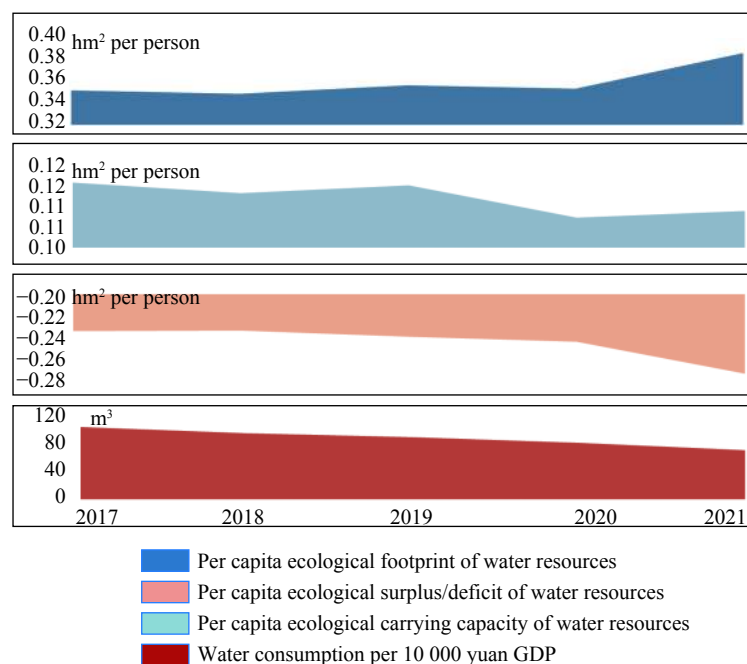 0.40
hm² per person
0.38
0.36
0.34
0.32
0.12
hm² per person
0.12
0.11
0.11
0.10
−0.20 hm² per person
−0.22
−0.24
−0.26
−0.28
120
m³
80
40
0
2017 2018 2019 2020 2021
Per capita ecological footprint of water resources
Per capita ecological surplus/deficit of water resources
Per capita ecological carrying capacity of water resources
Water consumption per 10 000 yuan GDP